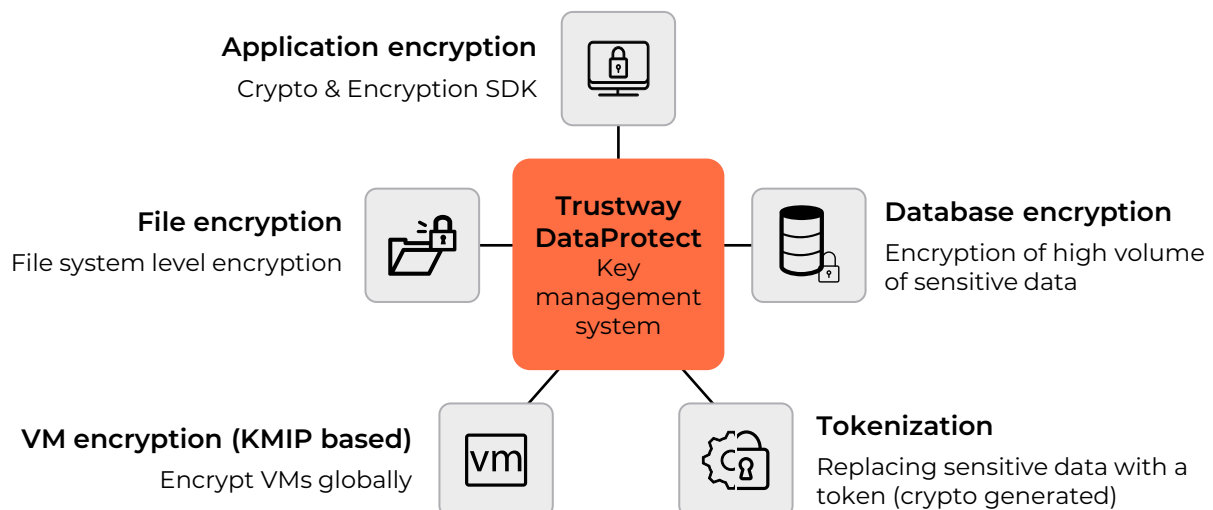 Application encryption
Crypto & Encryption SDK
File encryption
File system level encryption
Trustway
DataProtect
Key
management
system
Database encryption
Encryption of high volume
of sensitive data
VM encryption (KMIP based)
Encrypt VMs globally
vm
Tokenization
Replacing sensitive data with a
token (crypto generated)